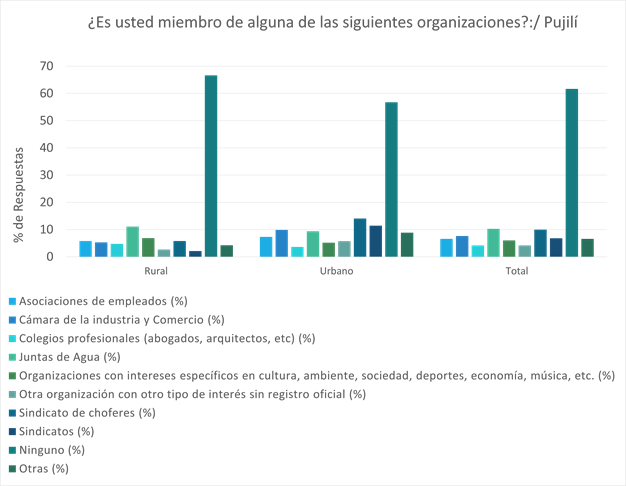 ¿Es usted miembro de alguna de las siguientes organizaciones?:/ Pujilí
% de Respuestas
70
60
50
40
30
20
10
0
Rural
Urbano
Total
Asociaciones de empleados (%)
Cámara de la industria y Comercio (%)
Colegios profesionales (abogados, arquitectos, etc) (%)
Juntas de Agua (%)
Organizaciones con intereses específicos en cultura, ambiente, sociedad, deportes, economía, música, etc. (%)
Otra organización con otro tipo de interés sin registro oficial (%)
Sindicato de choferes (%)
Sindicatos (%)
Ninguno (%)
Otras (%)